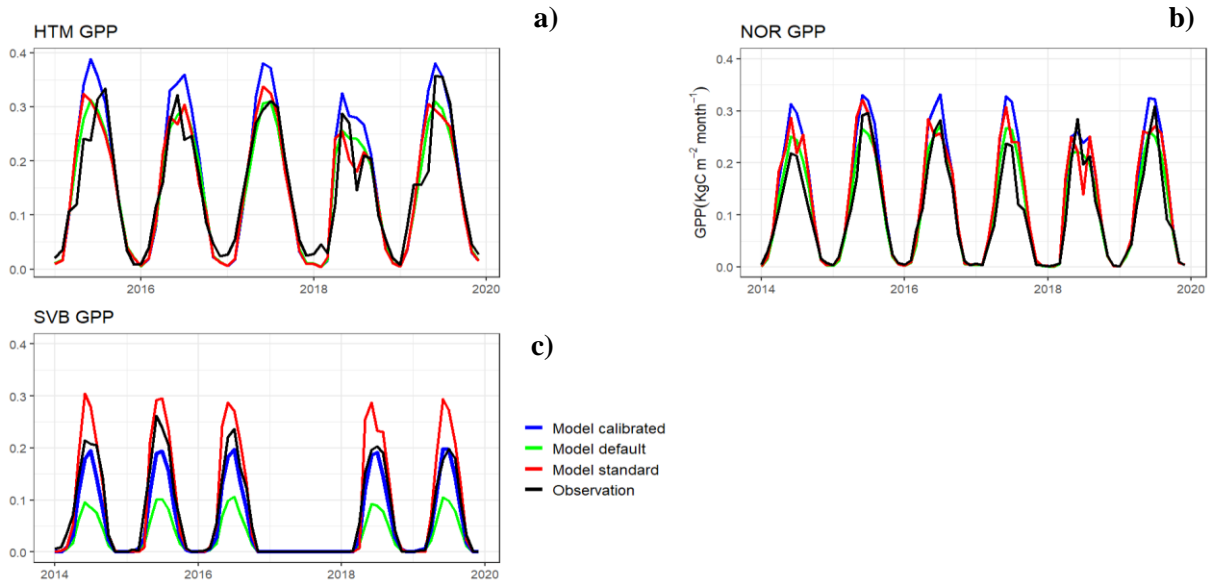 a)
HTM GPP
0.4
0.3
0.2
0.1
0.0
2016
2018
2020
b)
NOR GPP
GPP(KgC m⁻² month⁻¹)
0.4
0.3
0.2
0.1
0.0
2014
2016
2018
2020
c)
SVB GPP
0.4
0.3
0.2
0.1
0.0
2014
2016
2018
2020
Model calibrated
Model default
Model standard
Observation